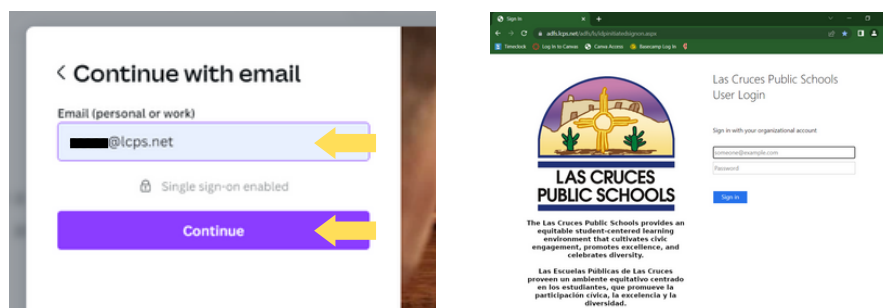 < Continue with email
Email (personal or work)
@lcps.net
Single sign-on enabled
Continue
Sign In
adfs.lcps.net/adfs/ls/idpinitiatedsignon.aspx
Timeclock Log In to Canvas Canva Access Basecamp Log In
LAS CRUCES
PUBLIC SCHOOLS
The Las Cruces Public Schools provides an
equitable student-centered learning
environment that cultivates civic
engagement, promotes excellence, and
celebrates diversity.
Las Escuelas Públicas de Las Cruces
proveen un ambiente equitativo centrado
en los estudiantes, que promueve la
participación cívica, la excelencia y la
diversidad.
Las Cruces Public Schools
User Login
Sign in with your organizational account
someone@example.com
Password
Sign in